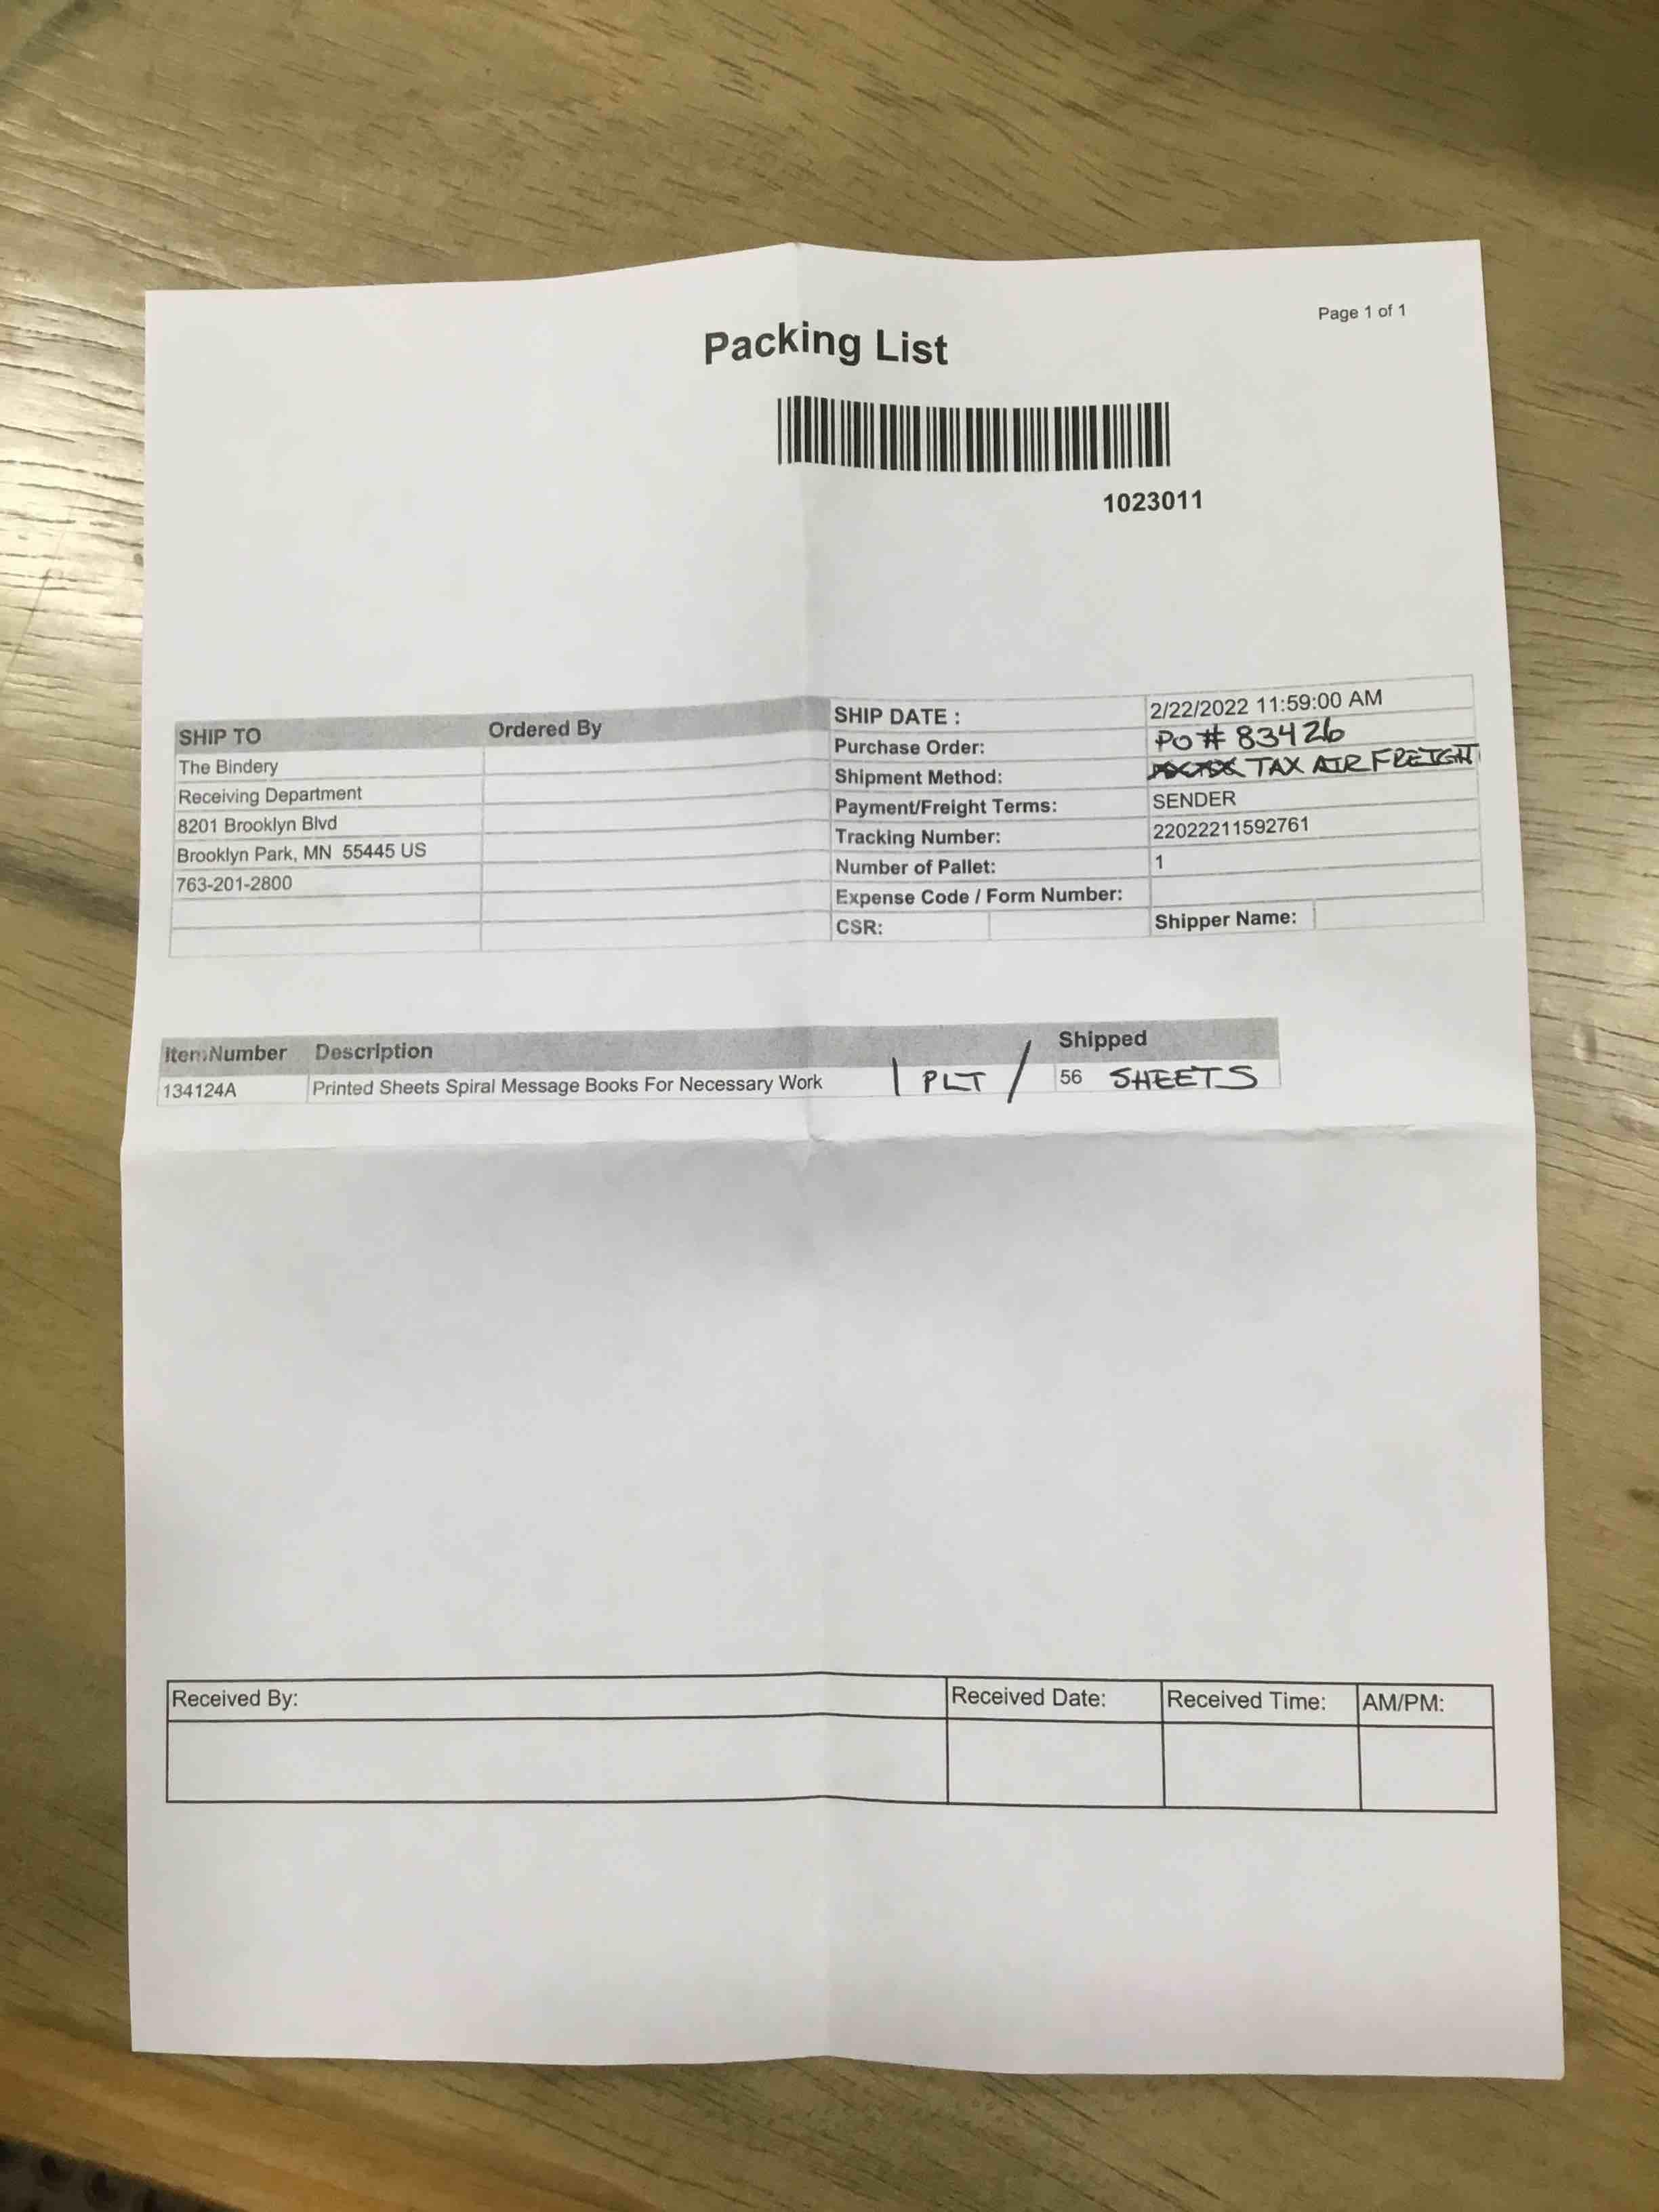 Page 1 of 1
Packing List
1023011
SHIP TO Ordered By
The Bindery
Receiving Department
8201 Brooklyn Blvd
Brooklyn Park, MN 55445 US
763-201-2800
SHIP DATE : 2/22/2022 11:59:00 AM
Purchase Order: PO# 83426
Shipment Method: TAX AIR FREIGHT
Payment/Freight Terms: SENDER
Tracking Number: 22022211592761
Number of Pallet: 1
Expense Code / Form Number:
CSR: Shipper Name:
Item Number Description Shipped
134124A Printed Sheets Spiral Message Books For Necessary Work 1 PLT / 56 SHEETS
Received By: Received Date: Received Time: AM/PM: